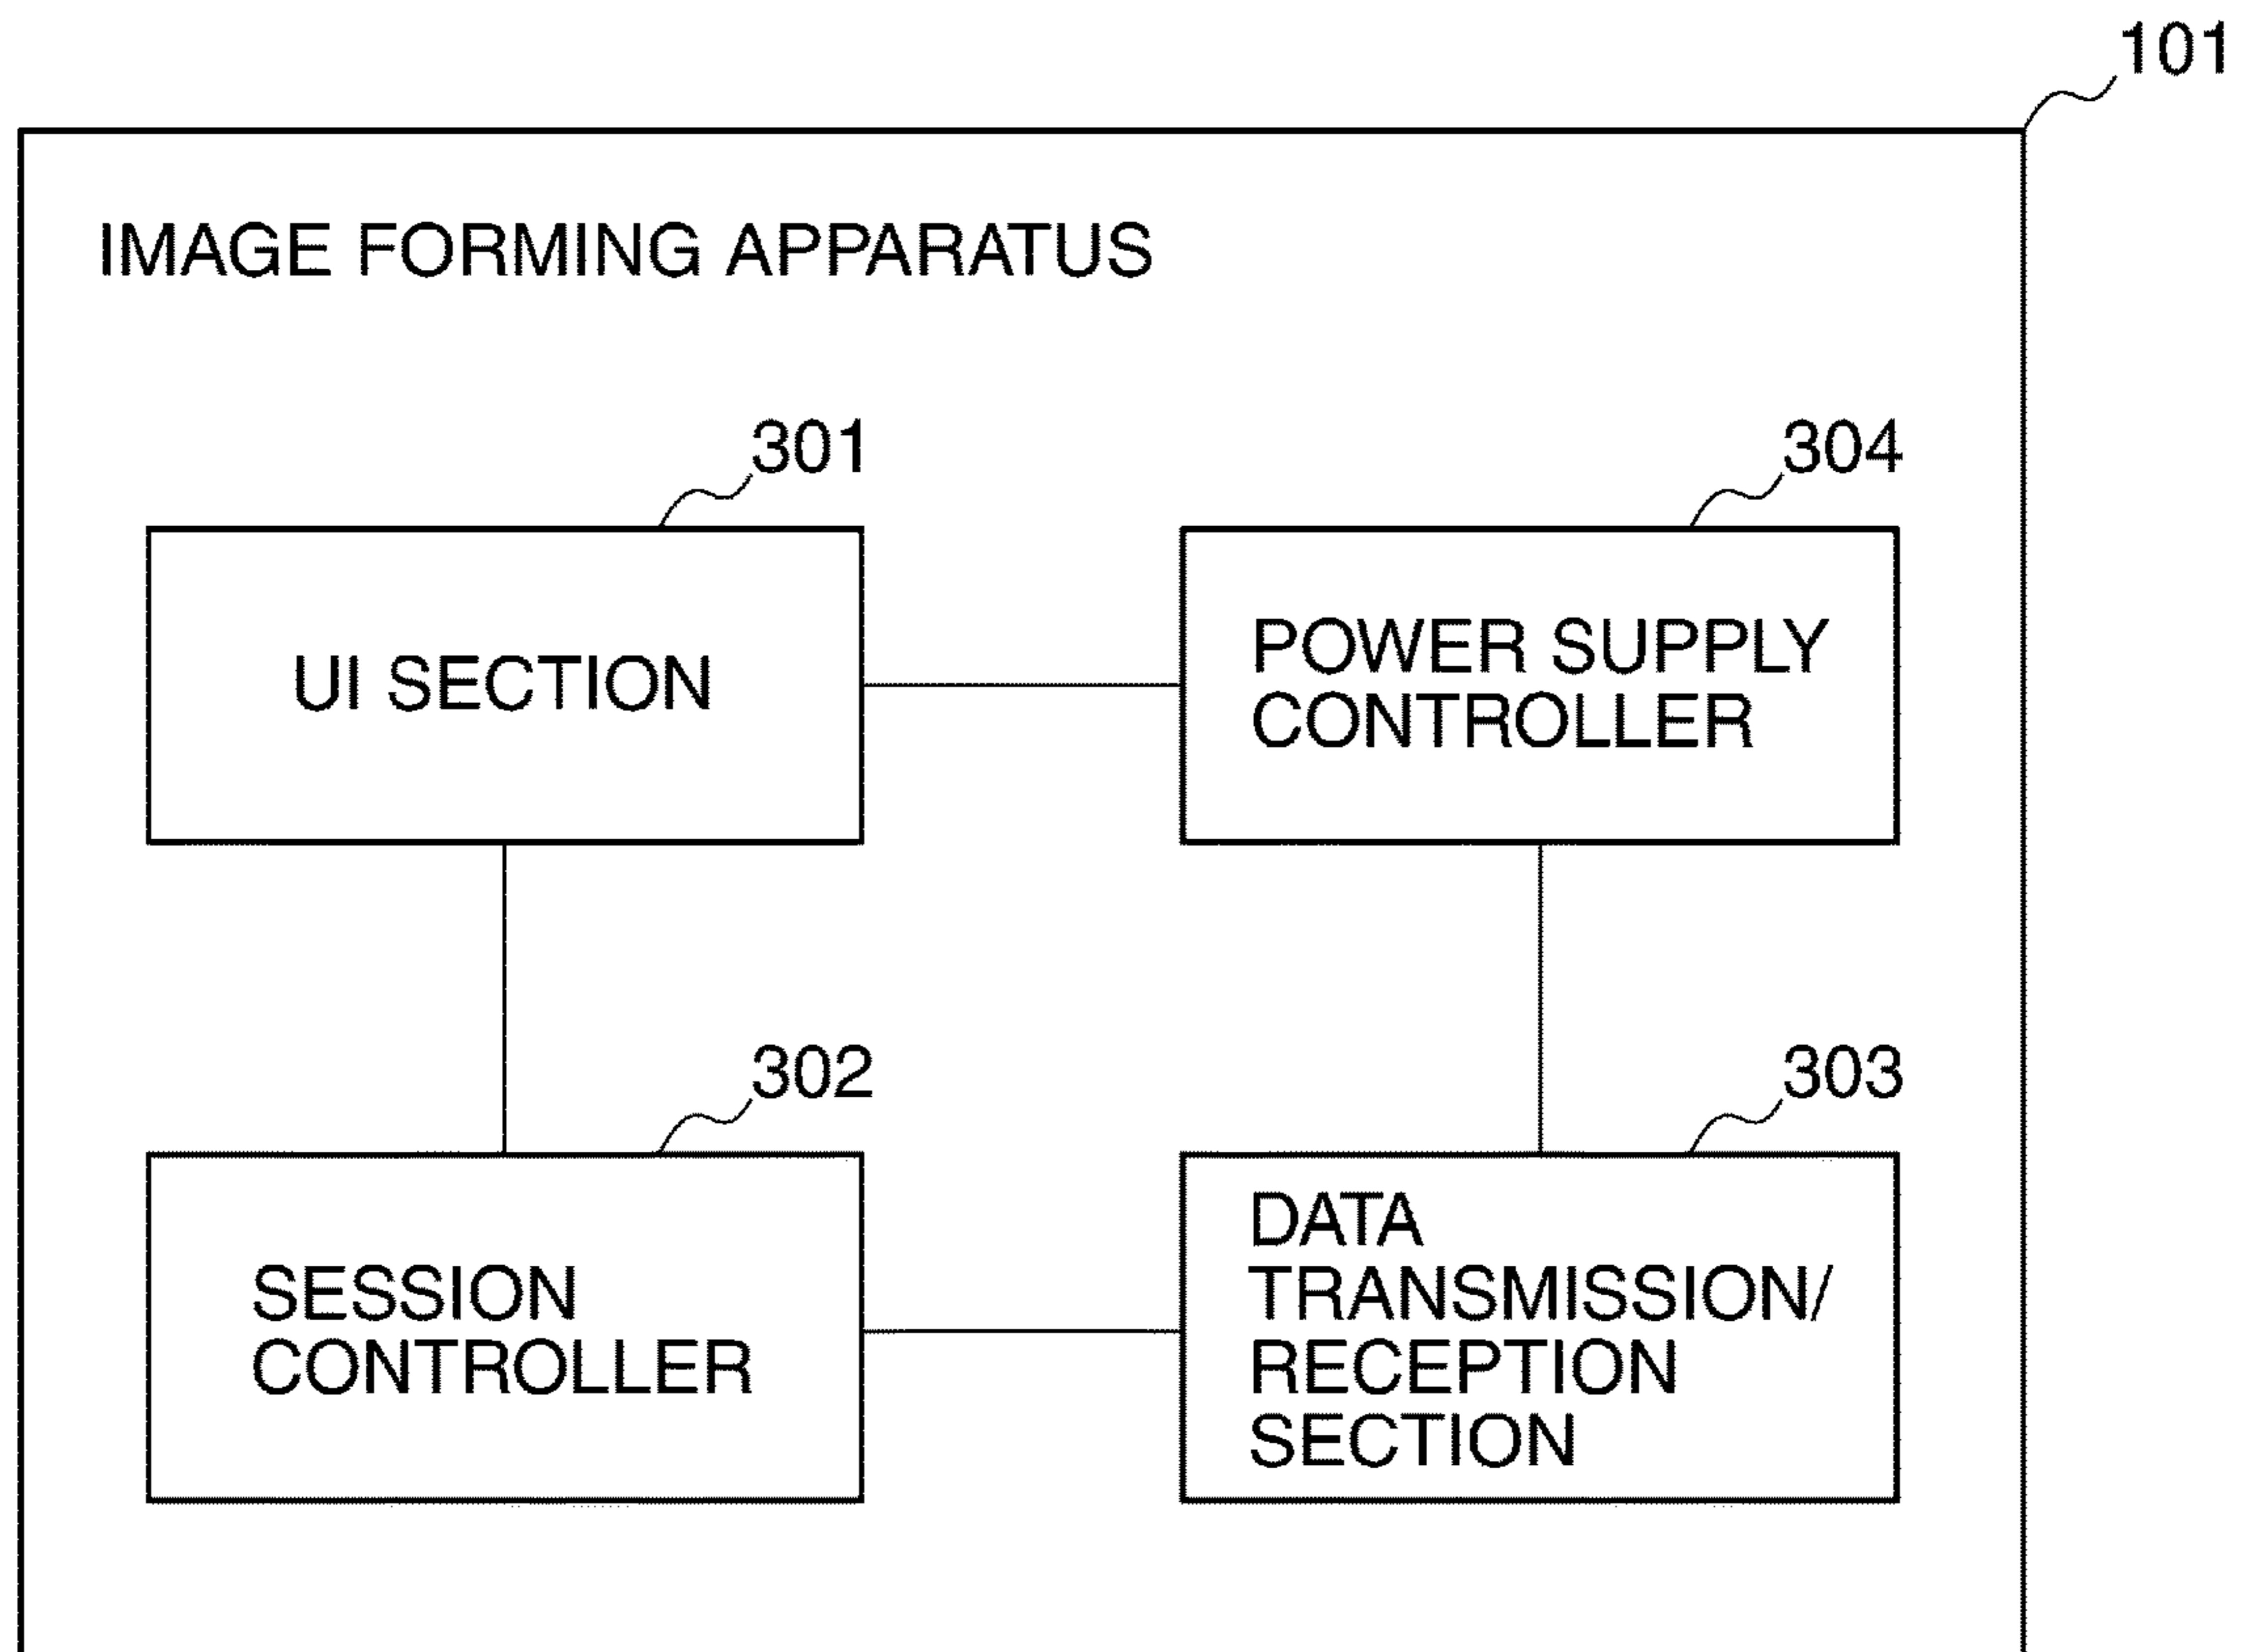 101
IMAGE FORMING APPARATUS
301
304
UI SECTION
POWER SUPPLY
CONTROLLER
302
303
SESSION
CONTROLLER
DATA
TRANSMISSION/
RECEPTION
SECTION